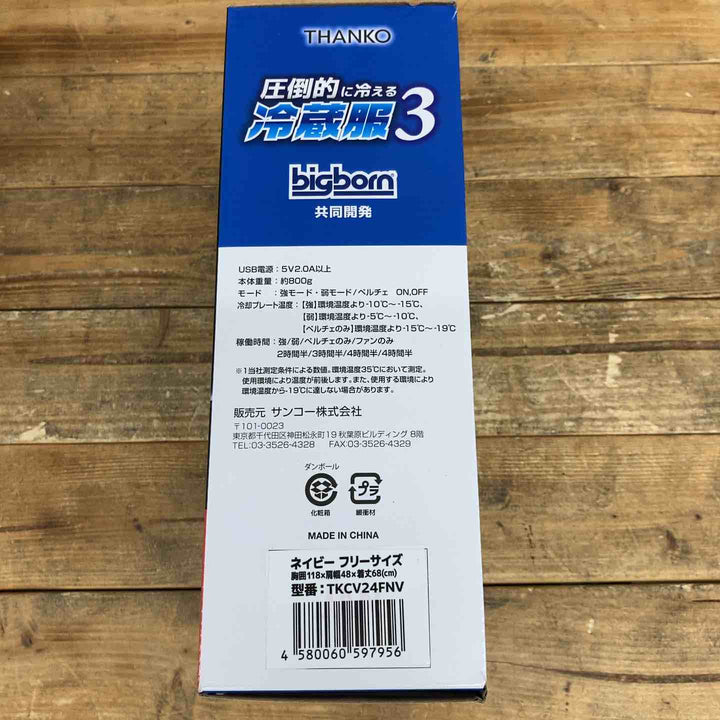 THANKO
圧倒的に冷える
冷蔵服3
bigborn
共同開発
USB電源：5V2.0A以上
本体重量：約800g
モード　：強モード・弱モード/ペルチェ　ON,OFF
冷却プレート温度：【強】環境温度より-10℃〜-15℃、
【弱】環境温度より-5℃〜-10℃、
【ペルチェのみ】環境温度より-15℃〜-19℃
稼働時間：強/弱/ペルチェのみ/ファンのみ
2時間半/3時間半/4時間半/4時間半
※1当社測定条件による数値。環境温度35℃において測定。
使用環境により温度が前後します。また、使用する環境により
環境温度から-19℃に達しない場合があります。
販売元 サンコー株式会社
〒101-0023
東京都千代田区神田松永町19 秋葉原ビルディング 8階
TEL:03-3526-4328　FAX:03-3526-4329
ダンボール
プラ
化粧箱　緩衝材
MADE IN CHINA
ネイビー フリーサイズ
胸囲118×肩幅48×着丈68(cm)
型番：TKCV24FNV
4 580060 597956